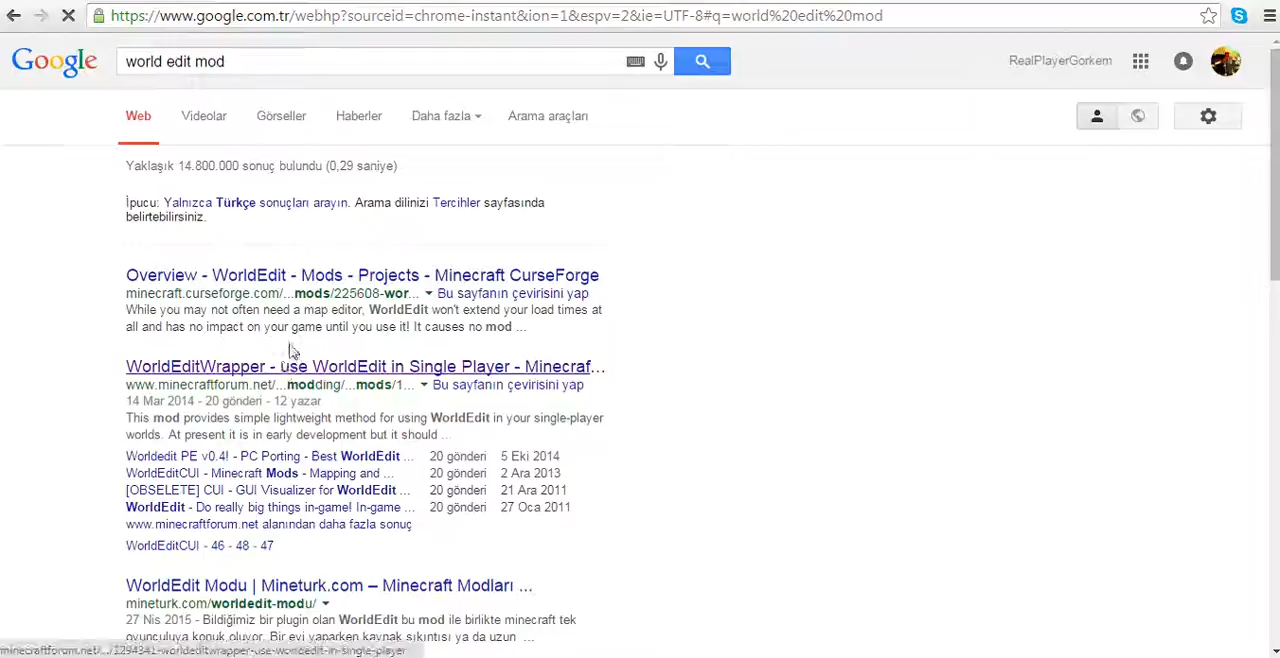 https://www.google.com.tr/webhp?sourceid=chrome-instant&ion=1&espv=2&ie=UTF-8#q=world%20edit%20mod
Google
world edit mod
RealPlayerGorkem
Web Videolar Görseller Haberler Daha fazla Arama araçları
Yaklaşık 14.800.000 sonuç bulundu (0,29 saniye)
İpucu: Yalnızca Türkçe sonuçları arayın. Arama dilinizi Tercihler sayfasında
belirtebilirsiniz.
Overview - WorldEdit - Mods - Projects - Minecraft CurseForge
minecraft.curseforge.com/...mods/225608-wor... Bu sayfanın çevirisini yap
While you may not often need a map editor, WorldEdit won't extend your load times at
all and has no impact on your game until you use it! It causes no mod ...
WorldEditWrapper - use WorldEdit in Single Player - Minecraf...
www.minecraftforum.net/...modding/...mods/1... Bu sayfanın çevirisini yap
14 Mar 2014 - 20 gönderi - 12 yazar
This mod provides simple lightweight method for using WorldEdit in your single-player
worlds. At present it is in early development but it should ...
Worldedit PE v0.4! - PC Porting - Best WorldEdit ... 20 gönderi 5 Eki 2014
WorldEditCUI - Minecraft Mods - Mapping and ... 20 gönderi 2 Ara 2013
[OBSELETE] CUI - GUI Visualizer for WorldEdit ... 20 gönderi 21 Ara 2011
WorldEdit - Do really big things in-game! In-game ... 20 gönderi 27 Oca 2011
www.minecraftforum.net alanından daha fazla sonuç
WorldEditCUI - 46 - 48 - 47
WorldEdit Modu | Mineturk.com – Minecraft Modları ...
mineturk.com/worldedit-modu/
27 Nis 2015 - Bildiğimiz bir plugin olan WorldEdit bu mod ile birlikte minecraft tek
oyunculuya konuk oluyor. Bir evi yaparken kaynak sıkıntısı ya da uzun ...
minecraftforum.net/.../1294341-worldeditwrapper-use-worldedit-in-single-player